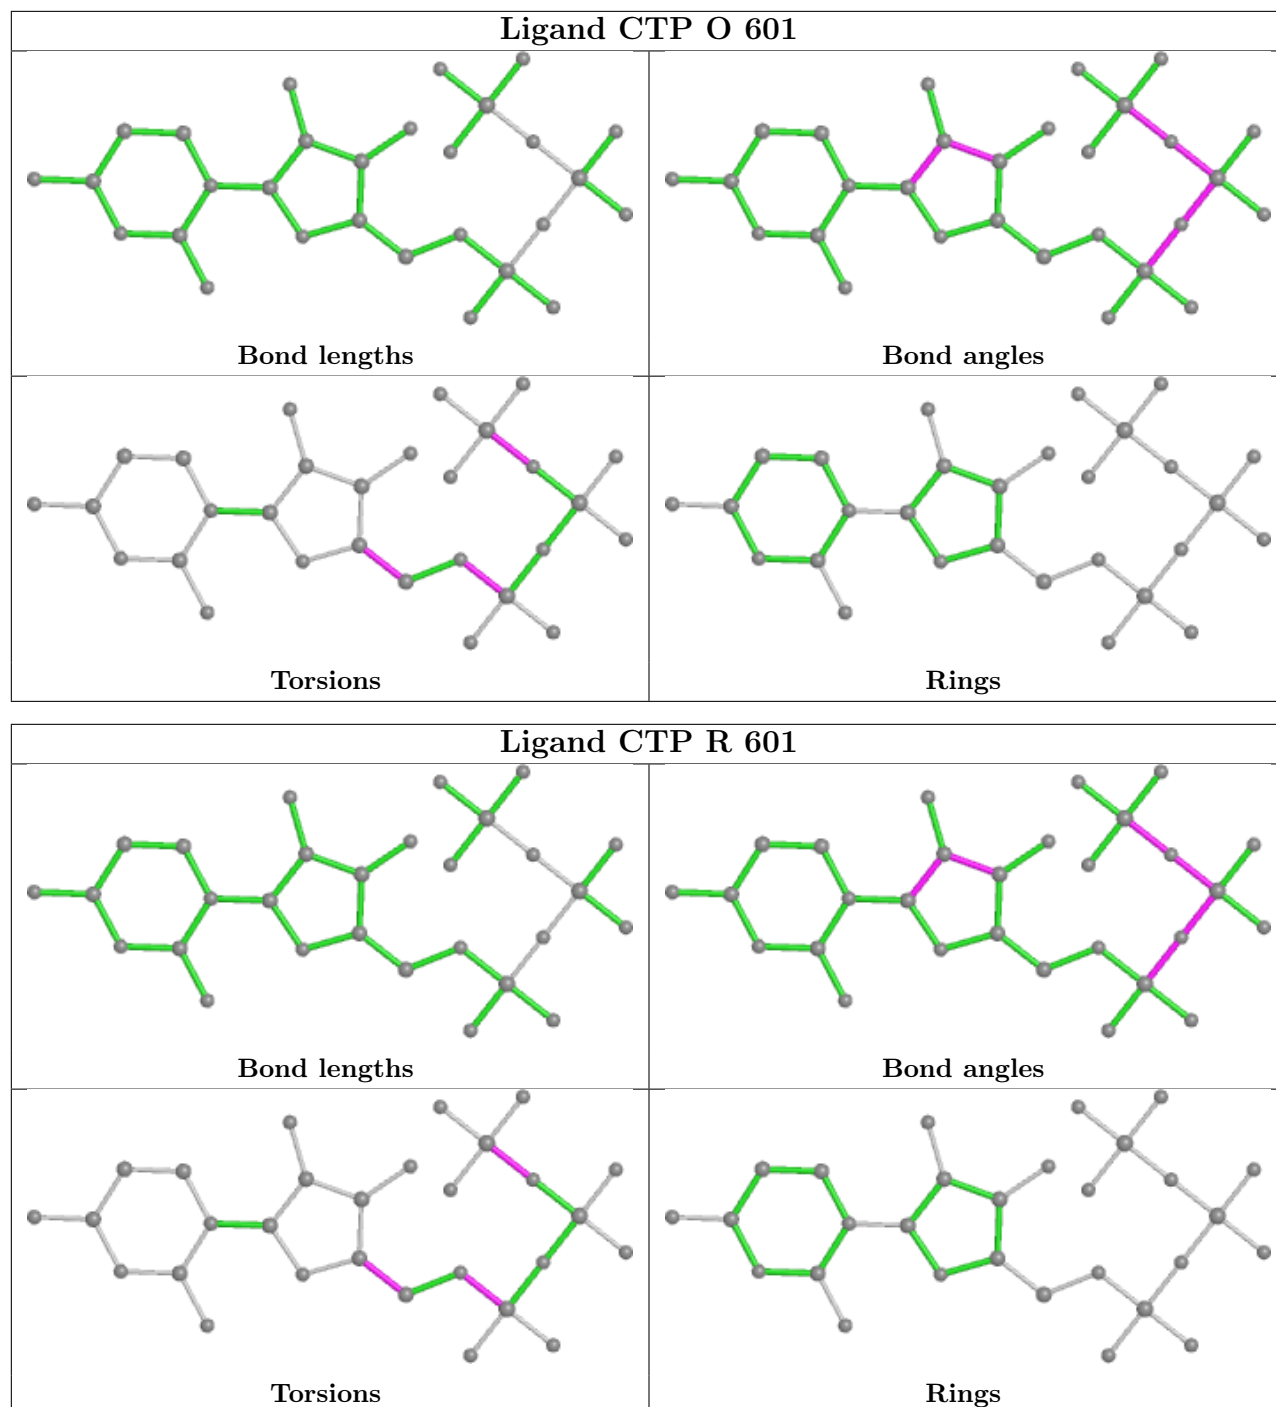 Ligand CTP O 601
Bond lengths
Bond angles
Torsions
Rings
Ligand CTP R 601
Bond lengths
Bond angles
Torsions
Rings